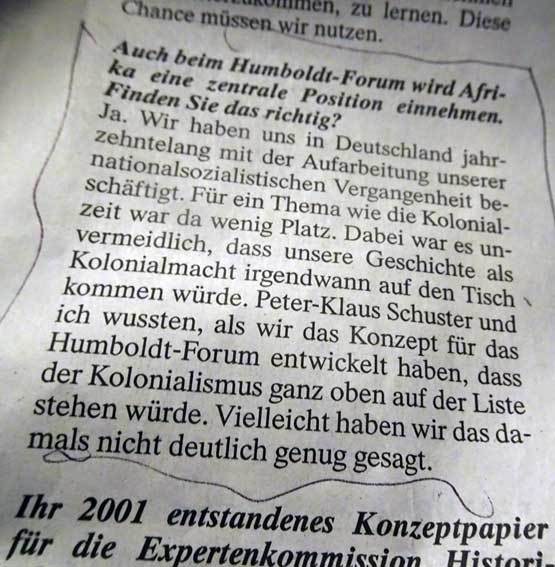 kommen, zu lernen. Diese
Chance müssen wir nutzen.
Auch beim Humboldt-Forum wird Afri-
ka eine zentrale Position einnehmen.
Finden Sie das richtig?
Ja. Wir haben uns in Deutschland jahr-
zehntelang mit der Aufarbeitung unserer
nationalsozialistischen Vergangenheit be-
schäftigt. Für ein Thema wie die Kolonial-
zeit war da wenig Platz. Dabei war es un-
vermeidlich, dass unsere Geschichte als
Kolonialmacht irgendwann auf den Tisch
kommen würde. Peter-Klaus Schuster und
ich wussten, als wir das Konzept für das
Humboldt-Forum entwickelt haben, dass
der Kolonialismus ganz oben auf der Liste
stehen würde. Vielleicht haben wir das da-
mals nicht deutlich genug gesagt.
Ihr 2001 entstandenes Konzeptpapier
für die Expertenkommission Histori-